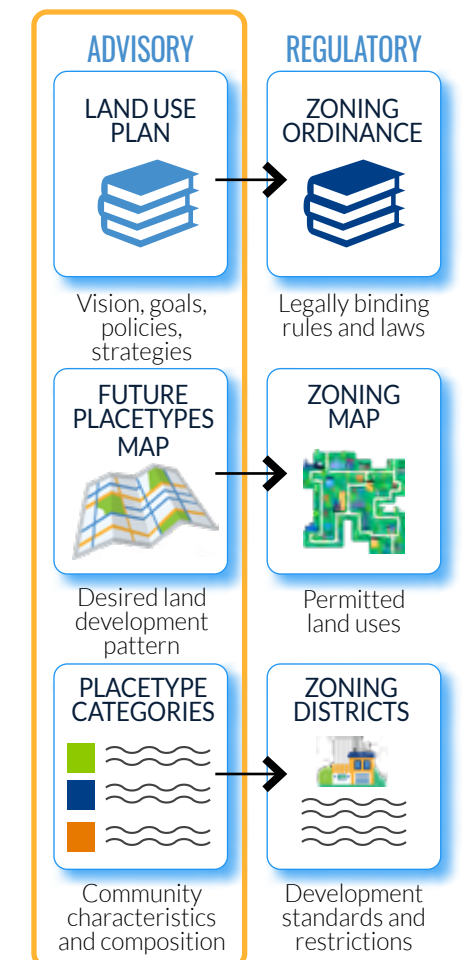 ADVISORY
REGULATORY
LAND USE
PLAN
ZONING
ORDINANCE
Vision, goals,
policies,
strategies
Legally binding
rules and laws
FUTURE
PLACETYPES
MAP
ZONING
MAP
Desired land
development
pattern
Permitted
land uses
PLACETYPE
CATEGORIES
ZONING
DISTRICTS
Community
characteristics
and composition
Development
standards and
restrictions